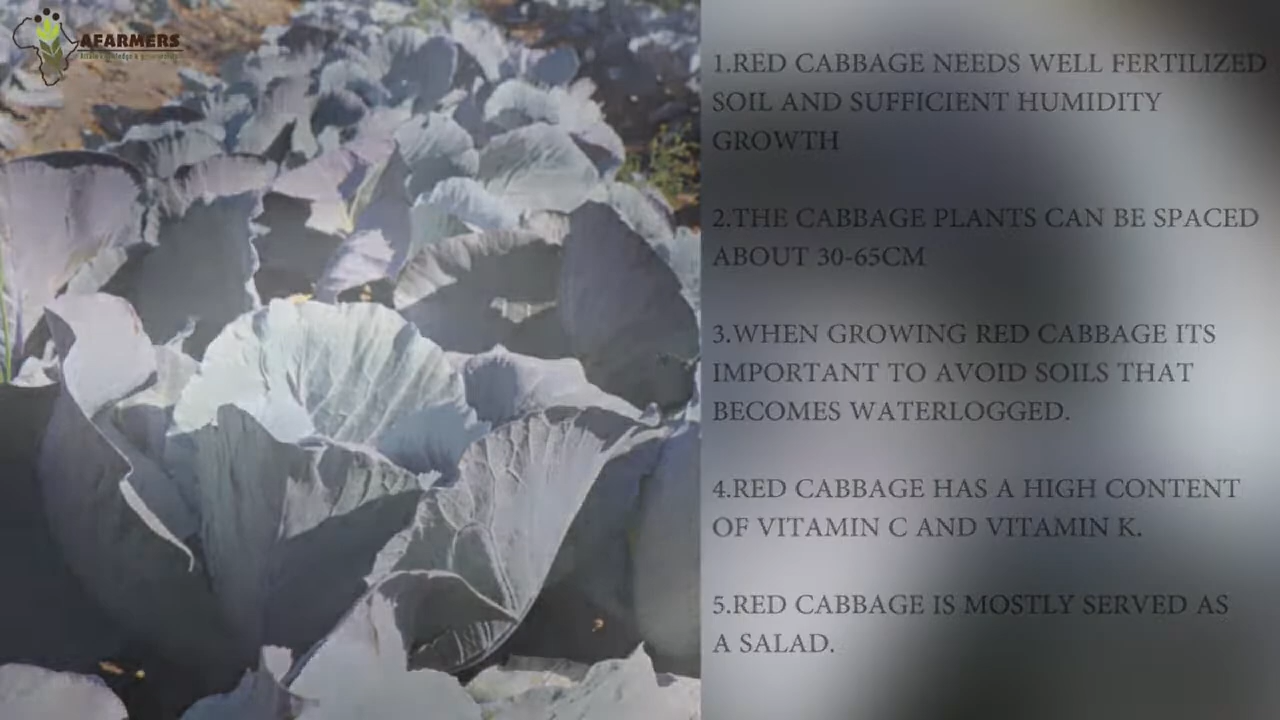 AFARMERS
1.RED CABBAGE NEEDS WELL FERTILIZED
SOIL AND SUFFICIENT HUMIDITY
GROWTH
2.THE CABBAGE PLANTS CAN BE SPACED
ABOUT 30-65CM
3.WHEN GROWING RED CABBAGE ITS
IMPORTANT TO AVOID SOILS THAT
BECOMES WATERLOGGED.
4.RED CABBAGE HAS A HIGH CONTENT
OF VITAMIN C AND VITAMIN K.
5.RED CABBAGE IS MOSTLY SERVED AS
A SALAD.